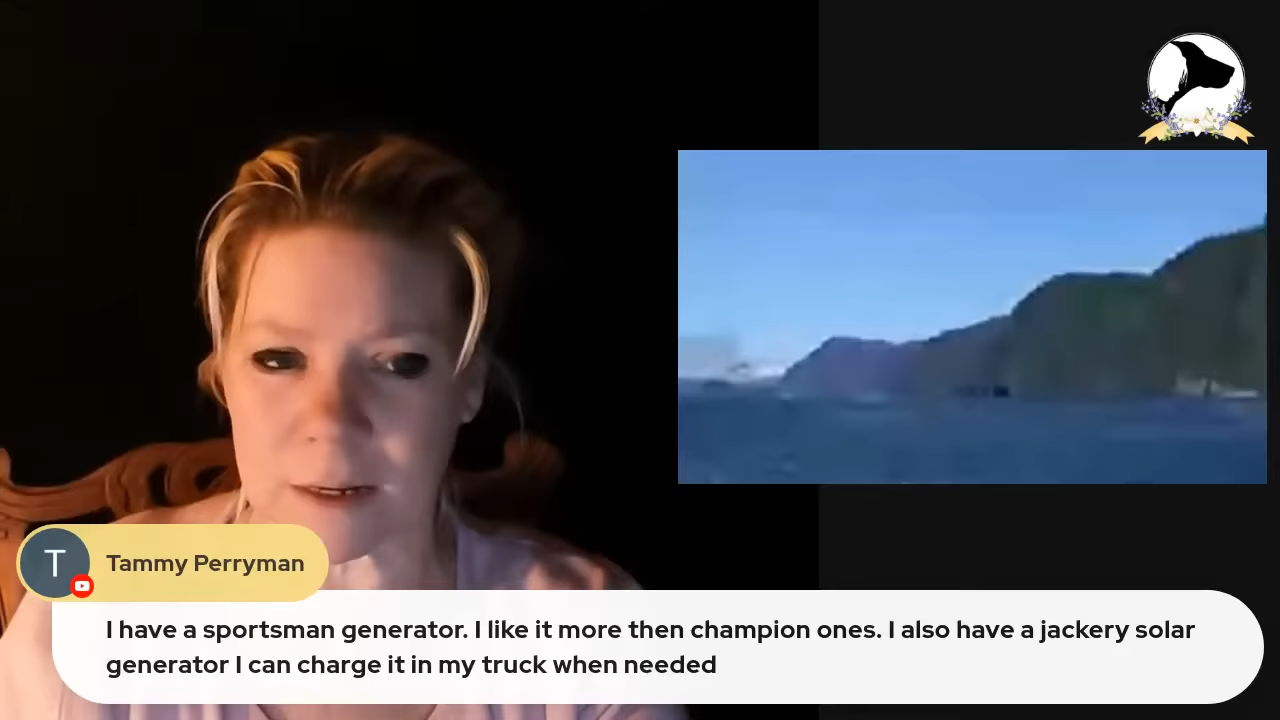 T
Tammy Perryman
I have a sportsman generator. I like it more then champion ones. I also have a jackery solar
generator I can charge it in my truck when needed